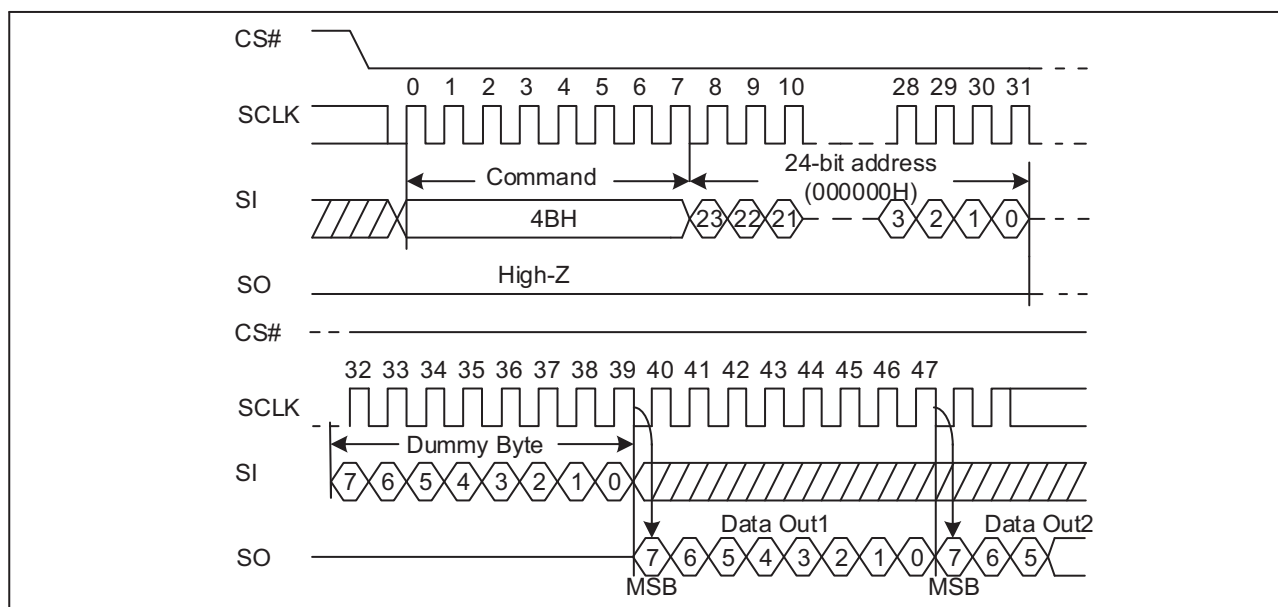 CS#
0 1 2 3 4 5 6 7 8 9 10 28 29 30 31
SCLK
Command
24-bit address
(000000H)
SI
4BH
23 22 21 3 2 1 0
High-Z
SO
CS#
32 33 34 35 36 37 38 39 40 41 42 43 44 45 46 47
SCLK
Dummy Byte
SI
7 6 5 4 3 2 1 0
Data Out1 Data Out2
SO
7 6 5 4 3 2 1 0 7 6 5
MSB MSB